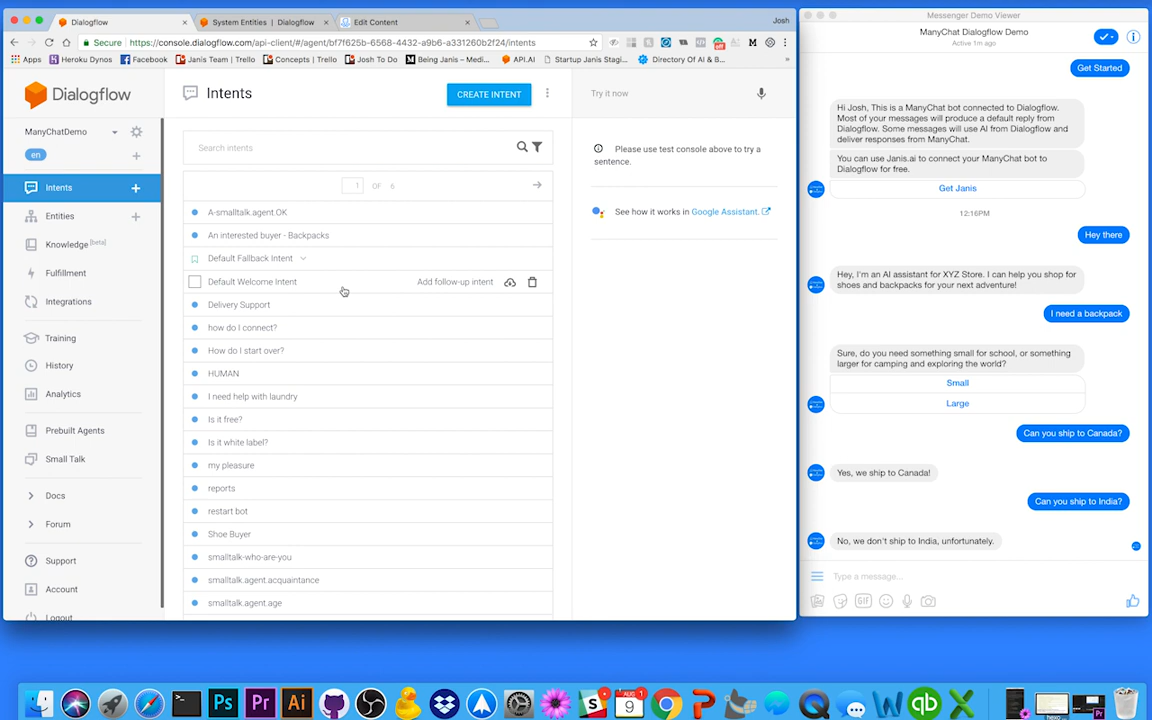 Dialogflow
System Entities | Dialogflow
Edit Content
Josh
Secure
https://console.dialogflow.com/api-client/#/agent/bf7f625b-6568-4432-a9b6-a331260b2f24/intents
Apps
Heroku Dynos
Facebook
Janis Team | Trello
Concepts | Trello
Josh To Do
Being Janis – Medi...
API.AI
Startup Janis Stagi...
Directory Of AI & B...
»
Dialogflow
ManyChatDemo
en
Intents
Entities
Knowledge [beta]
Fulfillment
Integrations
Training
History
Analytics
Prebuilt Agents
Small Talk
Docs
Forum
Support
Account
Logout
Intents
CREATE INTENT
Search intents
1 OF 6
A-smalltalk.agent.OK
An interested buyer - Backpacks
Default Fallback Intent
Default Welcome Intent
Add follow-up intent
Delivery Support
how do I connect?
How do I start over?
HUMAN
I need help with laundry
Is it free?
Is it white label?
my pleasure
reports
restart bot
Shoe Buyer
smalltalk-who-are-you
smalltalk.agent.acquaintance
smalltalk.agent.age
Try it now
Please use test console above to try a
sentence.
See how it works in Google Assistant.
Messenger Demo Viewer
ManyChat Dialogflow Demo
Active 1m ago
Get Started
Hi Josh, This is a ManyChat bot connected to Dialogflow.
Most of your messages will produce a default reply from
Dialogflow. Some messages will use AI from Dialogflow and
deliver responses from ManyChat.
You can use Janis.ai to connect your ManyChat bot to
Dialogflow for free.
Get Janis
12:16PM
Hey there
Hey, I'm an AI assistant for XYZ Store. I can help you shop for
shoes and backpacks for your next adventure!
I need a backpack
Sure, do you need something small for school, or something
larger for camping and exploring the world?
Small
Large
Can you ship to Canada?
Yes, we ship to Canada!
Can you ship to India?
No, we don't ship to India, unfortunately.
Type a message...
GIF
Ps
Pr
Ai
AUG
9
qb